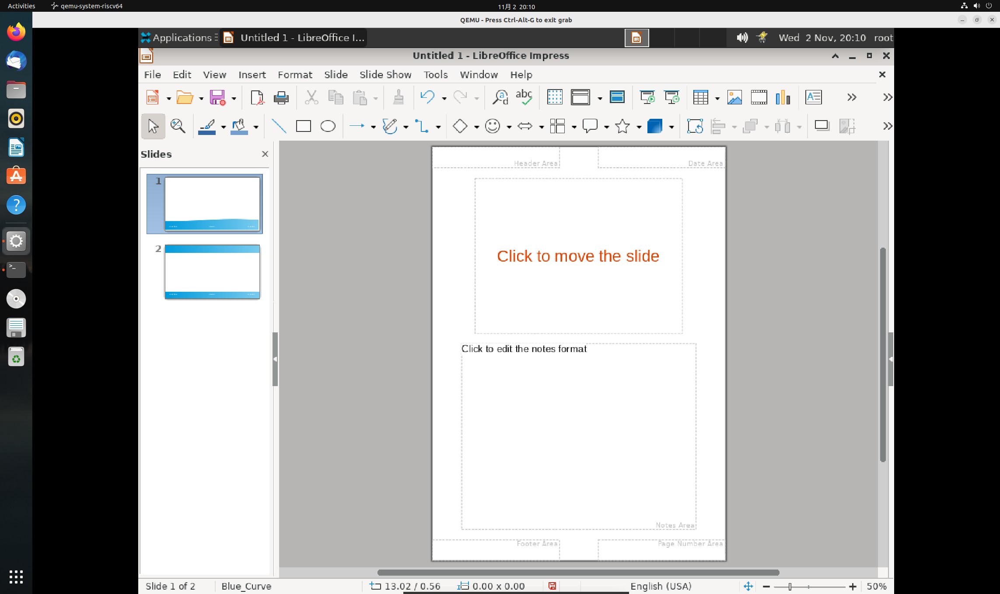 Activities
qemu-system-riscv64
11月 2 20:10
QEMU - Press Ctrl-Alt-G to exit grab
Applications
Untitled 1 - LibreOffice I...
Wed 2 Nov, 20:10
root
Untitled 1 - LibreOffice Impress
File Edit View Insert Format Slide Slide Show Tools Window Help
Slides
1
2
Header Area
Date Area
Click to move the slide
Click to edit the notes format
Notes Area
Footer Area
Page Number Area
Slide 1 of 2
Blue_Curve
13.02 / 0.56
0.00 x 0.00
English (USA)
50%